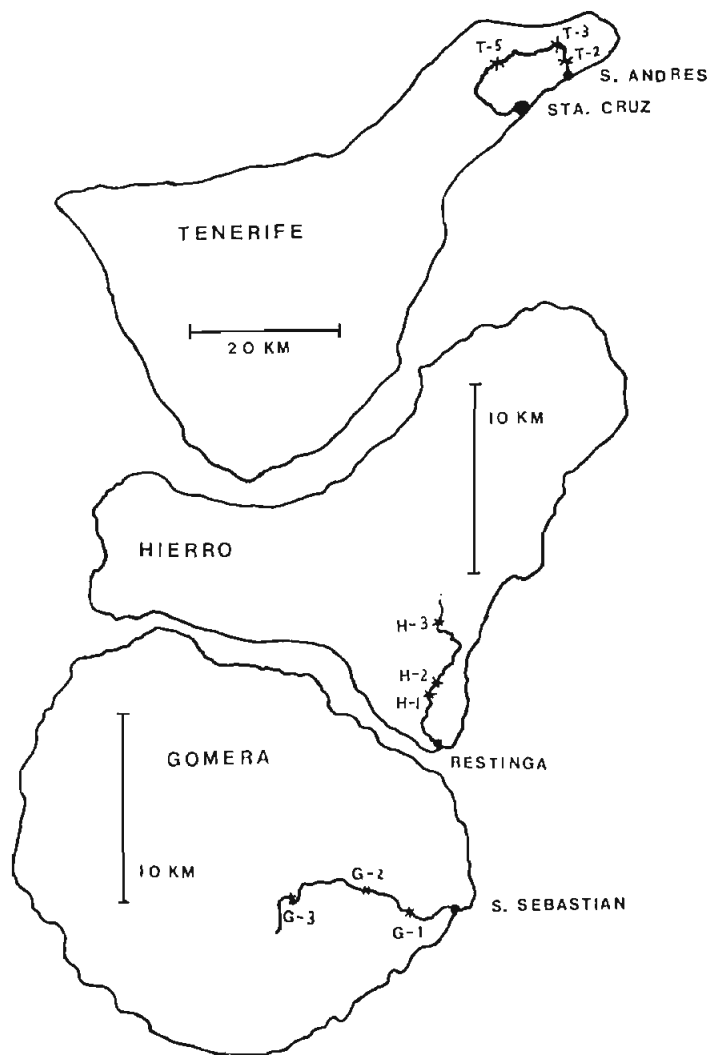 T-5
T-3
T-2
S. ANDRES
STA. CRUZ
TENERIFE
20 KM
10 KM
HIERRO
H-3
H-2
H-1
RESTINGA
GOMERA
10 KM
G-2
G-3
G-1
S. SEBASTIAN